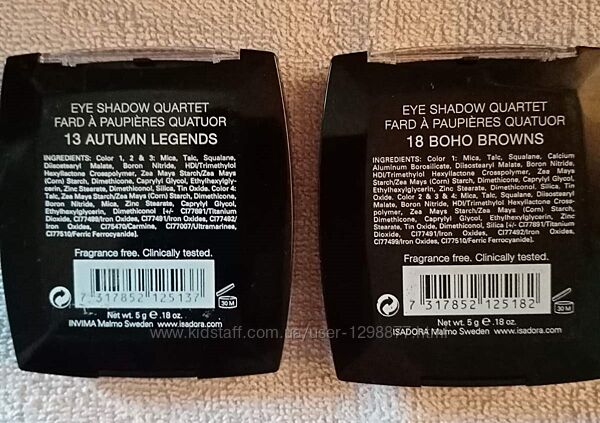 EYE SHADOW QUARTET
FARD À PAUPIÈRES QUATUOR
13 AUTUMN LEGENDS
INGREDIENTS: Color 1, 2 & 3: Mica, Talc, Squalane,
Diisostearyl Malate, Boron Nitride, HDI/Trimethylol
Hexyllactone Crosspolymer, Zea Mays
Starch/Zea Mays (Corn) Starch, Dimethicone,
Caprylyl Glycol, Ethylhexylglycerin,
Zinc Stearate, Dimethiconol,
Silica, Tin Oxide. Color 4:
Talc, Zea Mays Starch/Zea Mays
(Corn) Starch, Dimethicone,
Boron Nitride, Mica, Zinc Stearate, Caprylyl Glycol,
Ethylhexylglycerin, Dimethiconol [+/- CI77891/Titanium
Dioxide, CI77499/Iron Oxides, CI77491/Iron Oxides, CI77492/
Iron Oxides, CI75470/Carmine, CI77007/Ultramarines,
CI77510/Ferric Ferrocyanide].
Fragrance free. Clinically tested.
7 317852 125137
30 M
Net wt. 5 g ℮ .18 oz.
INVIMA Malmo Sweden www.isadora.com
EYE SHADOW QUARTET
FARD À PAUPIÈRES QUATUOR
18 BOHO BROWNS
INGREDIENTS: Color 1: Mica, Talc, Squalane, Calcium
Aluminum Borosilicate, Diisostearyl Malate, Boron Nitride,
HDI/Trimethylol Hexyllactone Crosspolymer, Zea Mays
Starch/Zea Mays (Corn) Starch, Dimethicone, Caprylyl Glycol,
Ethylhexylglycerin, Zinc Stearate, Dimethiconol, Silica, Tin
Oxide. Color 2 & 3 & 4: Mica, Talc, Squalane, Diisostearyl
Malate, Boron Nitride, HDI/Trimethylol Hexyllactone Cross-
polymer, Zea Mays Starch/Zea Mays (Corn) Starch,
Dimethicone, Caprylyl Glycol, Ethylhexylglycerin, Zinc
Stearate, Tin Oxide, Dimethiconol, Silica [+/- CI77891/Titanium
Dioxide, CI77491/Iron Oxides, CI77492/Iron Oxides,
CI77499/Iron Oxides, CI77510/Ferric Ferrocyanide].
Fragrance free. Clinically tested.
7 317852 125182
30 M
Net wt. 5 g ℮ .18 oz.
ISADORA Malmo Sweden www.isadora.com